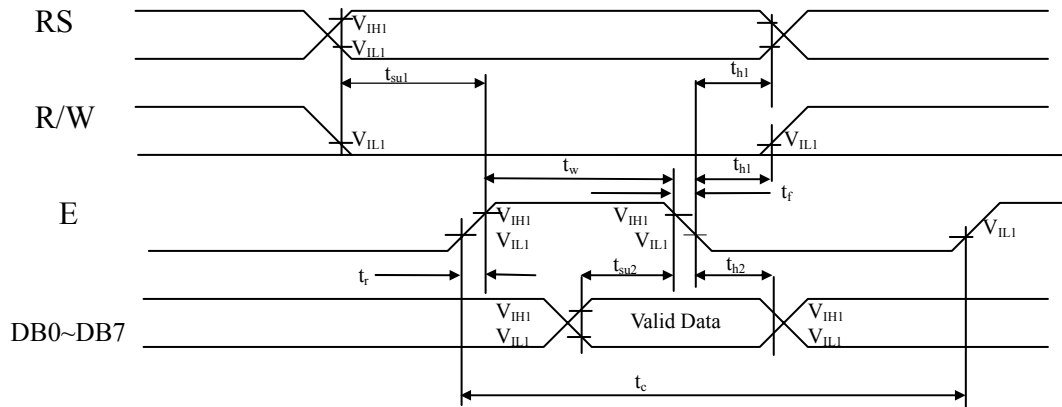 RS
V_IH1
V_IL1
t_su1
t_h1
R/W
V_IL1
V_IL1
t_w
t_h1
t_f
E
V_IH1
V_IH1
V_IL1
V_IL1
V_IL1
t_r
t_su2
t_h2
DB0~DB7
V_IH1
Valid Data
V_IH1
V_IL1
V_IL1
t_c